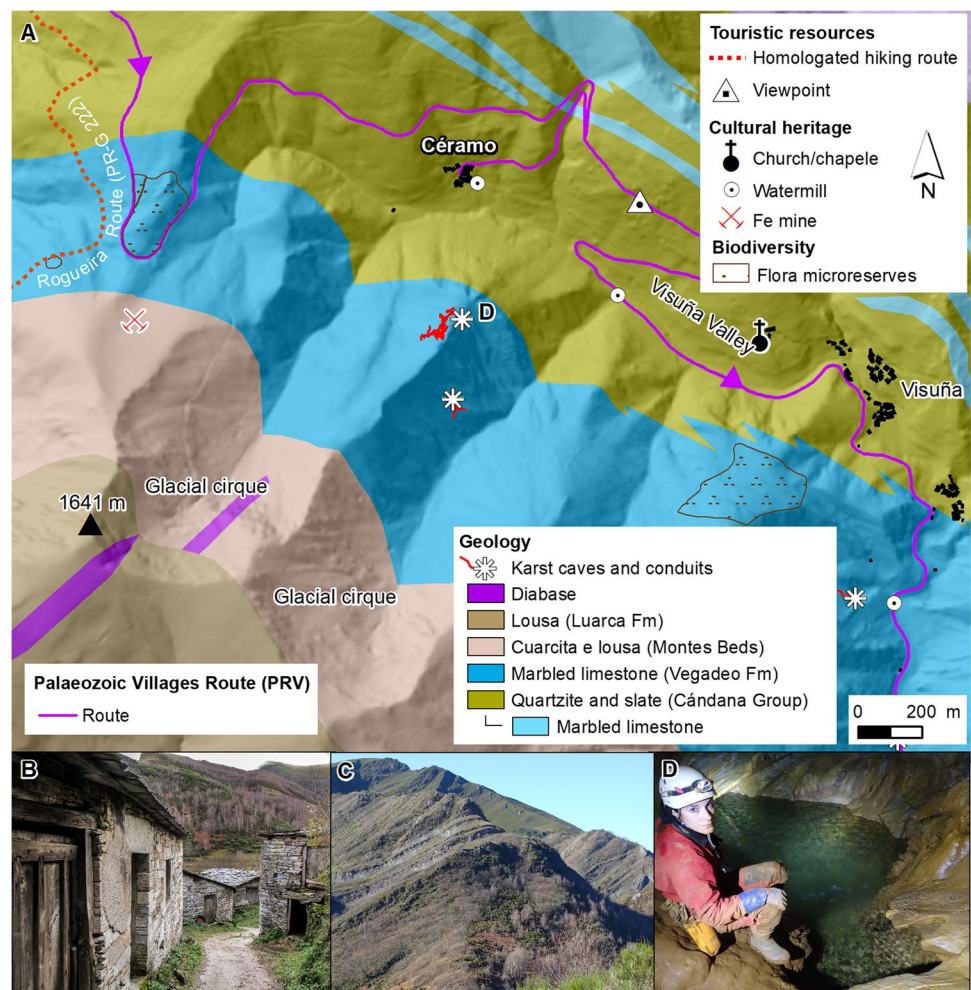 A
Touristic resources
Homologated hiking route
Viewpoint
Cultural heritage
Church/chapele
Watermill
Fe mine
Biodiversity
Flora microreserves
N
Rogueira Route (PR-G 222)
Céramo
D
Visuña Valley
Visuña
Glacial cirque
1641 m
Glacial cirque
Geology
Karst caves and conduits
Diabase
Lousa (Luarca Fm)
Cuarcita e lousa (Montes Beds)
Marbled limestone (Vegadeo Fm)
Quartzite and slate (Cándana Group)
Marbled limestone
Palaeozoic Villages Route (PRV)
Route
0 200 m
B
C
D